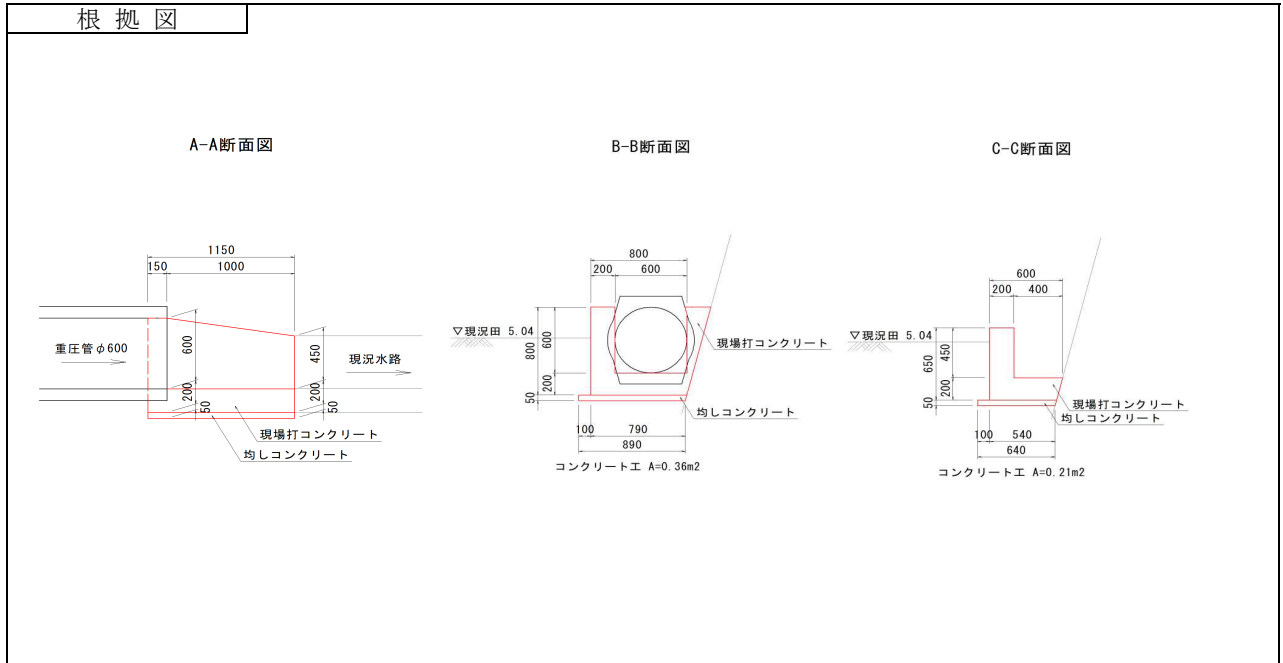 根拠図
A-A断面図
B-B断面図
C-C断面図
1150
150
1000
重圧管φ600
600
200
50
450
200
50
現況水路
現場打コンクリート
均しコンクリート
800
200
600
▽現況田 5.04
800
600
200
50
現場打コンクリート
均しコンクリート
100
790
890
コンクリート工 A=0.36m2
600
200
400
▽現況田 5.04
650
450
200
50
現場打コンクリート
均しコンクリート
100
540
640
コンクリート工 A=0.21m2